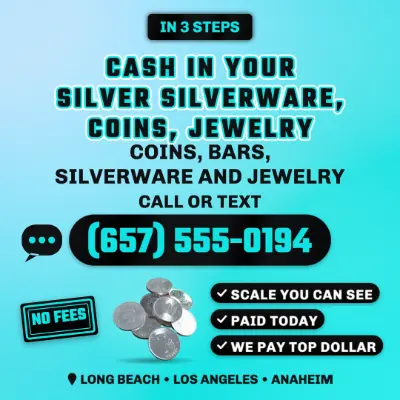 IN 3 STEPS
CASH IN YOUR
SILVER SILVERWARE,
COINS, JEWELRY
COINS, BARS,
SILVERWARE AND JEWELRY
CALL OR TEXT
(657) 555-0194
NO FEES
SCALE YOU CAN SEE
PAID TODAY
WE PAY TOP DOLLAR
LONG BEACH • LOS ANGELES • ANAHEIM